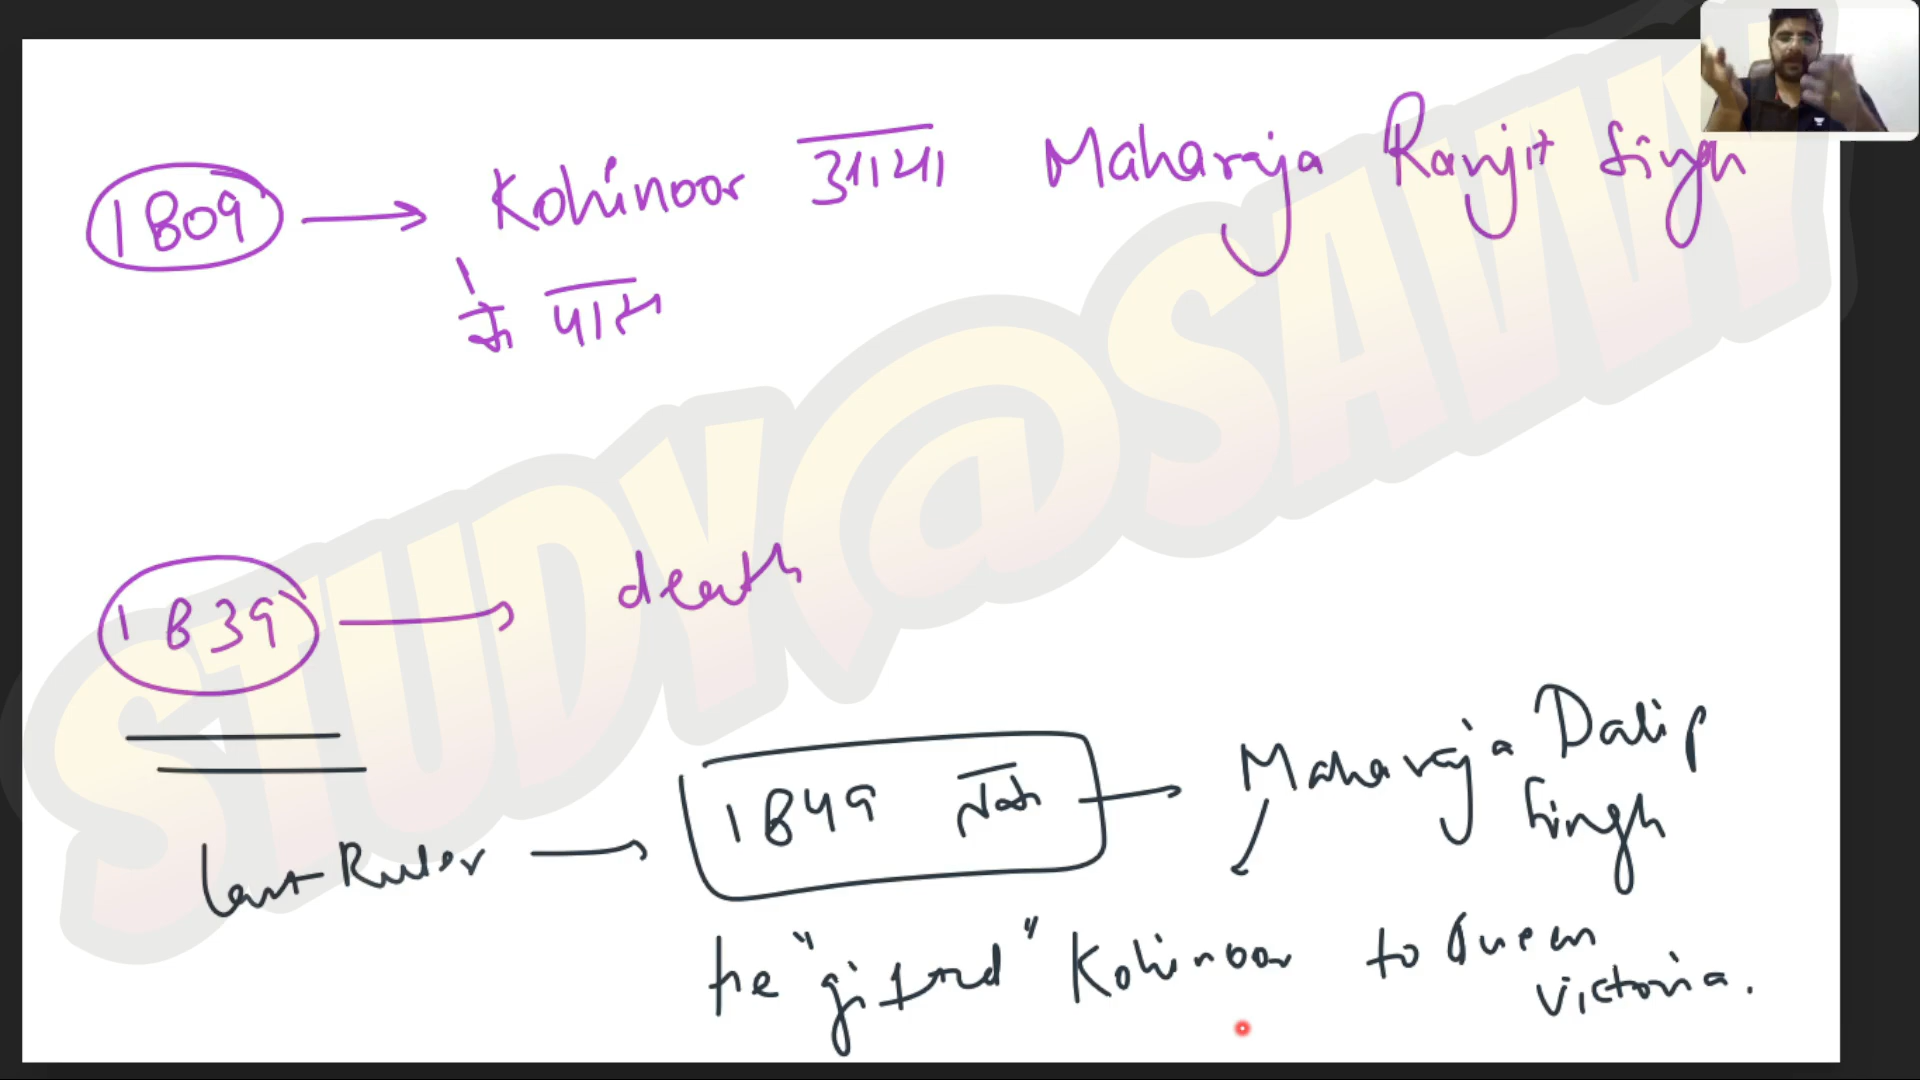 1809 → Kohinoor आया Maharaja Ranjit Singh
के पास
1839 → death
last Ruler → 1849 तक → Maharaja Dalip
Singh
he "gifted" Kohinoor to Queen
Victoria.
STUDY@SAVVY